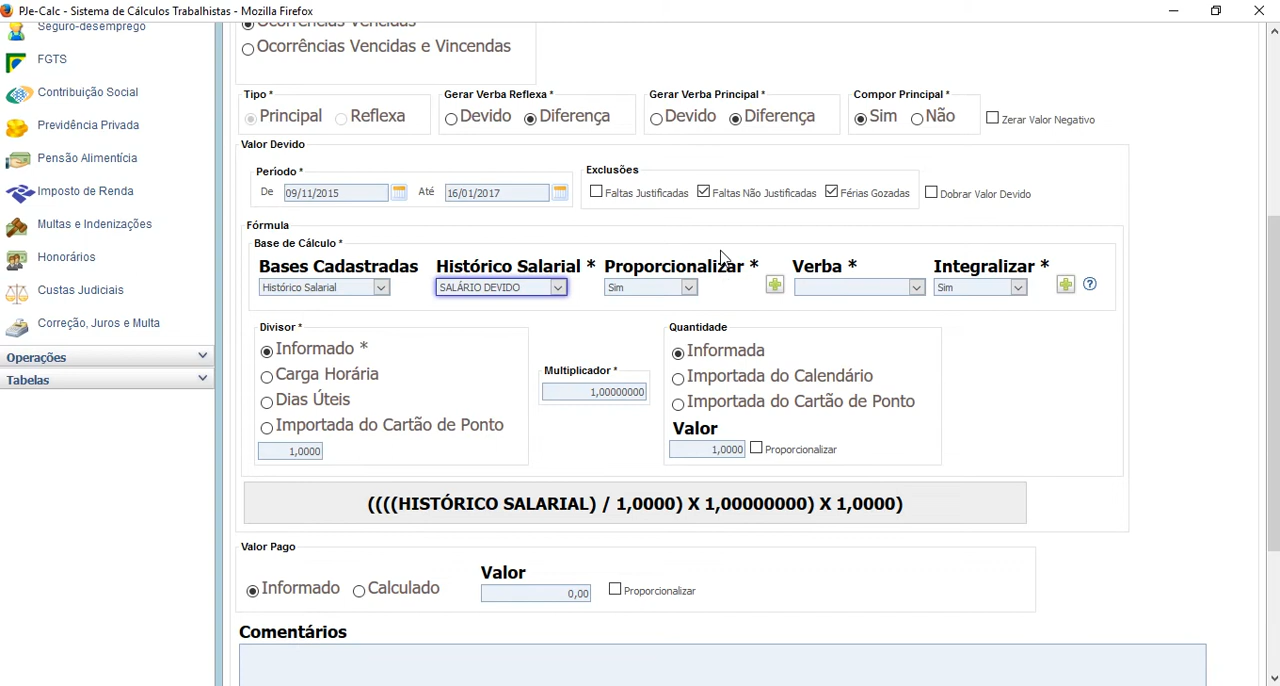 PJe-Calc - Sistema de Cálculos Trabalhistas - Mozilla Firefox
Seguro-desemprego
FGTS
Contribuição Social
Previdência Privada
Pensão Alimentícia
Imposto de Renda
Multas e Indenizações
Honorários
Custas Judiciais
Correção, Juros e Multa
Operações
Tabelas
Ocorrências Vencidas
Ocorrências Vencidas e Vincendas
Tipo *
Principal Reflexa
Gerar Verba Reflexa *
Devido Diferença
Gerar Verba Principal *
Devido Diferença
Compor Principal *
Sim Não
Zerar Valor Negativo
Valor Devido
Período *
De 09/11/2015 Até 16/01/2017
Exclusões
Faltas Justificadas Faltas Não Justificadas Férias Gozadas
Dobrar Valor Devido
Fórmula
Base de Cálculo *
Bases Cadastradas Histórico Salarial * Proporcionalizar * Verba * Integralizar *
Histórico Salarial SALÁRIO DEVIDO Sim Sim ?
Divisor *
Informado *
Carga Horária
Dias Úteis
Importada do Cartão de Ponto
1,0000
Multiplicador *
1,00000000
Quantidade
Informada
Importada do Calendário
Importada do Cartão de Ponto
Valor
1,0000 Proporcionalizar
((((HISTÓRICO SALARIAL) / 1,0000) X 1,00000000) X 1,0000)
Valor Pago
Informado Calculado
Valor
0,00 Proporcionalizar
Comentários